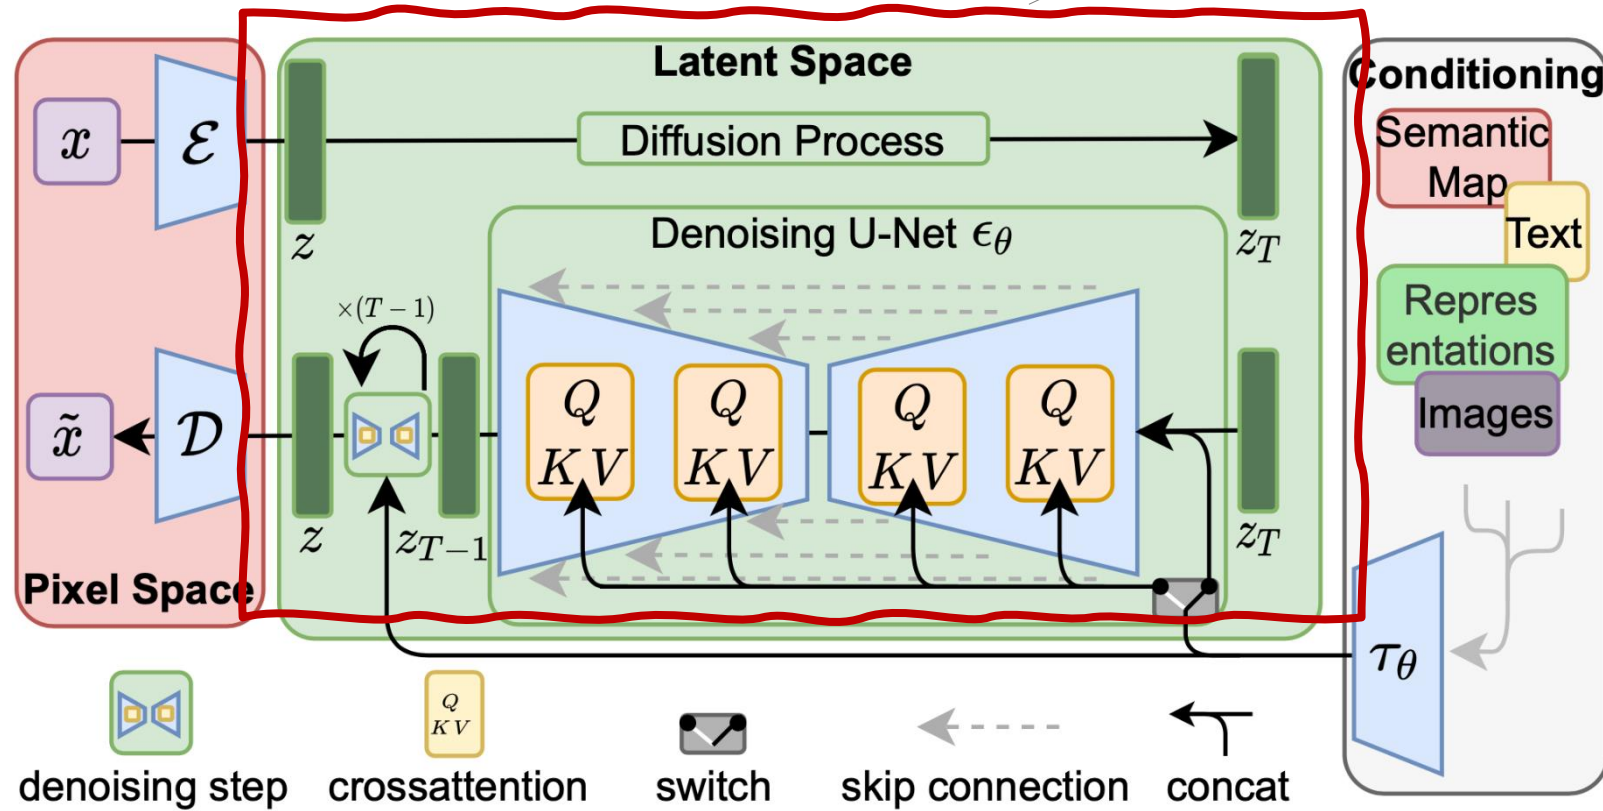 Latent Space
Conditioning
x
ℰ
Diffusion Process
Semantic
Map
Text
z
z_T
Denoising U-Net ϵ_θ
Repres
entations
×(T − 1)
Images
x̃
𝒟
Q
K V
Q
K V
Q
K V
Q
K V
z
z_{T−1}
z_T
Pixel Space
τ_θ
Q
K V
denoising step
crossattention
switch
skip connection
concat